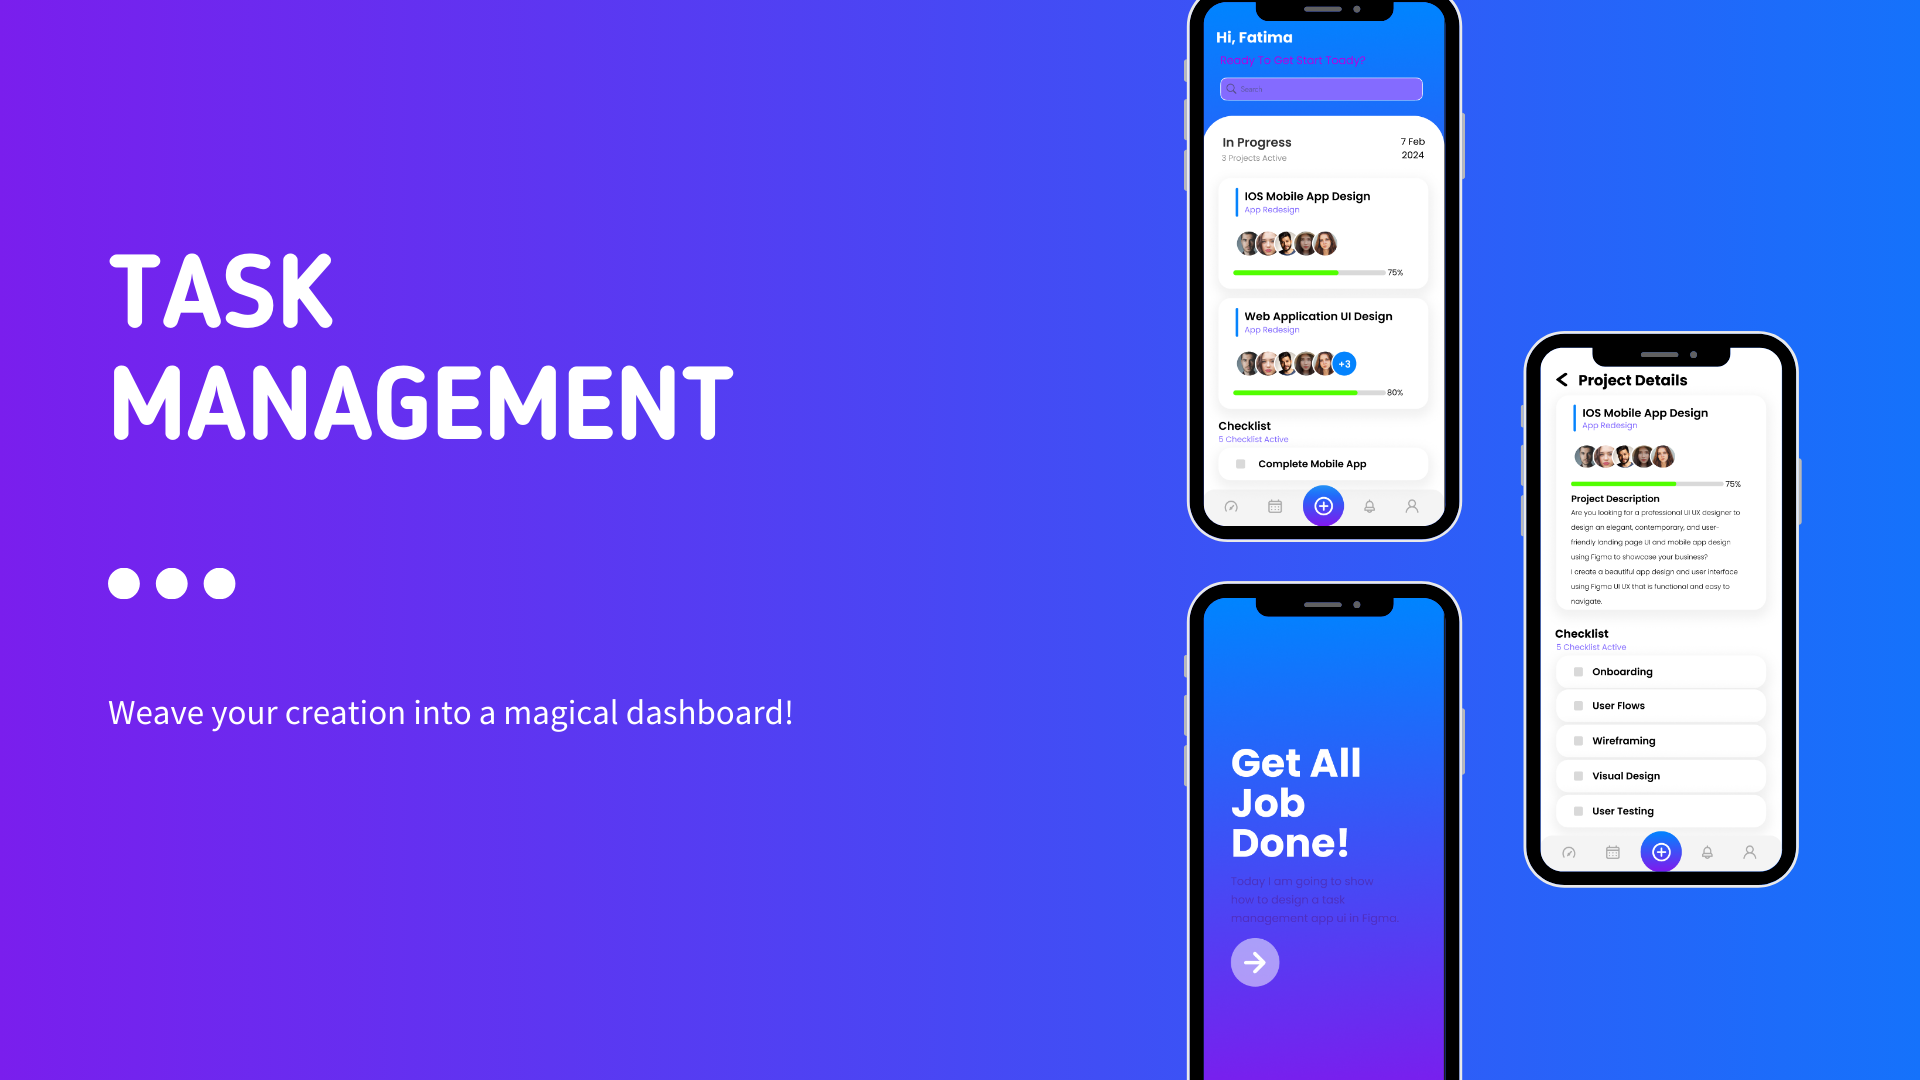 TASK
MANAGEMENT
Weave your creation into a magical dashboard!
Hi, Fatima
Ready To Get Start Toady?
Search
In Progress
3 Projects Active
7 Feb
2024
IOS Mobile App Design
App Redesign
75%
Web Application UI Design
App Redesign
+3
80%
Checklist
5 Checklist Active
Complete Mobile App
Get All
Job
Done!
Today I am going to show
how to design a task
management app ui in Figma.
Project Details
IOS Mobile App Design
App Redesign
75%
Project Description
Are you looking for a professional UI UX designer to
design an elegant, contemporary, and user-
friendly landing page UI and mobile app design
using Figma to showcase your business?
I create a beautiful app design and user interface
using Figma UI UX that is functional and easy to
navigate.
Checklist
5 Checklist Active
Onboarding
User Flows
Wireframing
Visual Design
User Testing